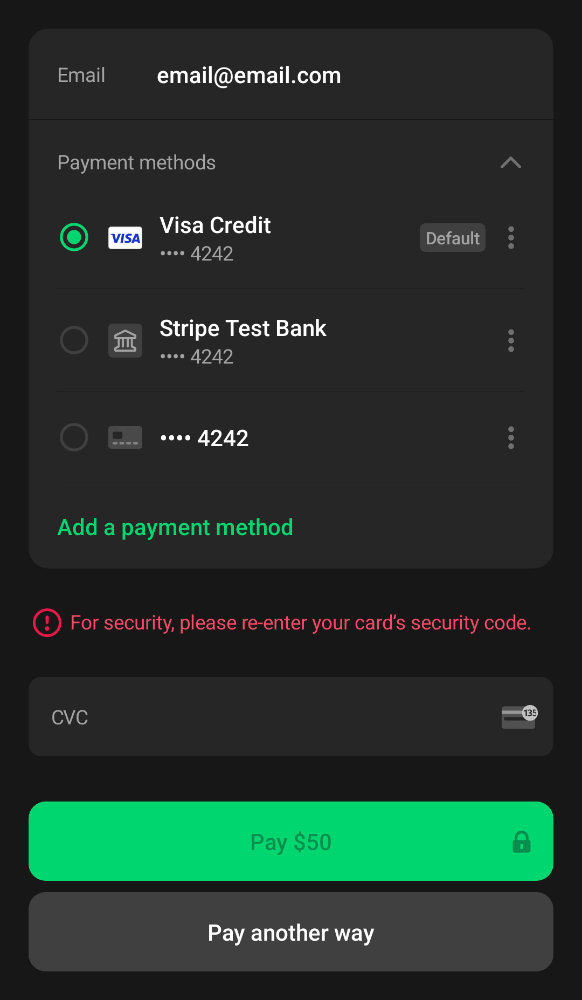 Email email@email.com
Payment methods
VISA Visa Credit
•••• 4242
Default
Stripe Test Bank
•••• 4242
•••• 4242
Add a payment method
For security, please re-enter your card’s security code.
CVC 135
Pay $50
Pay another way